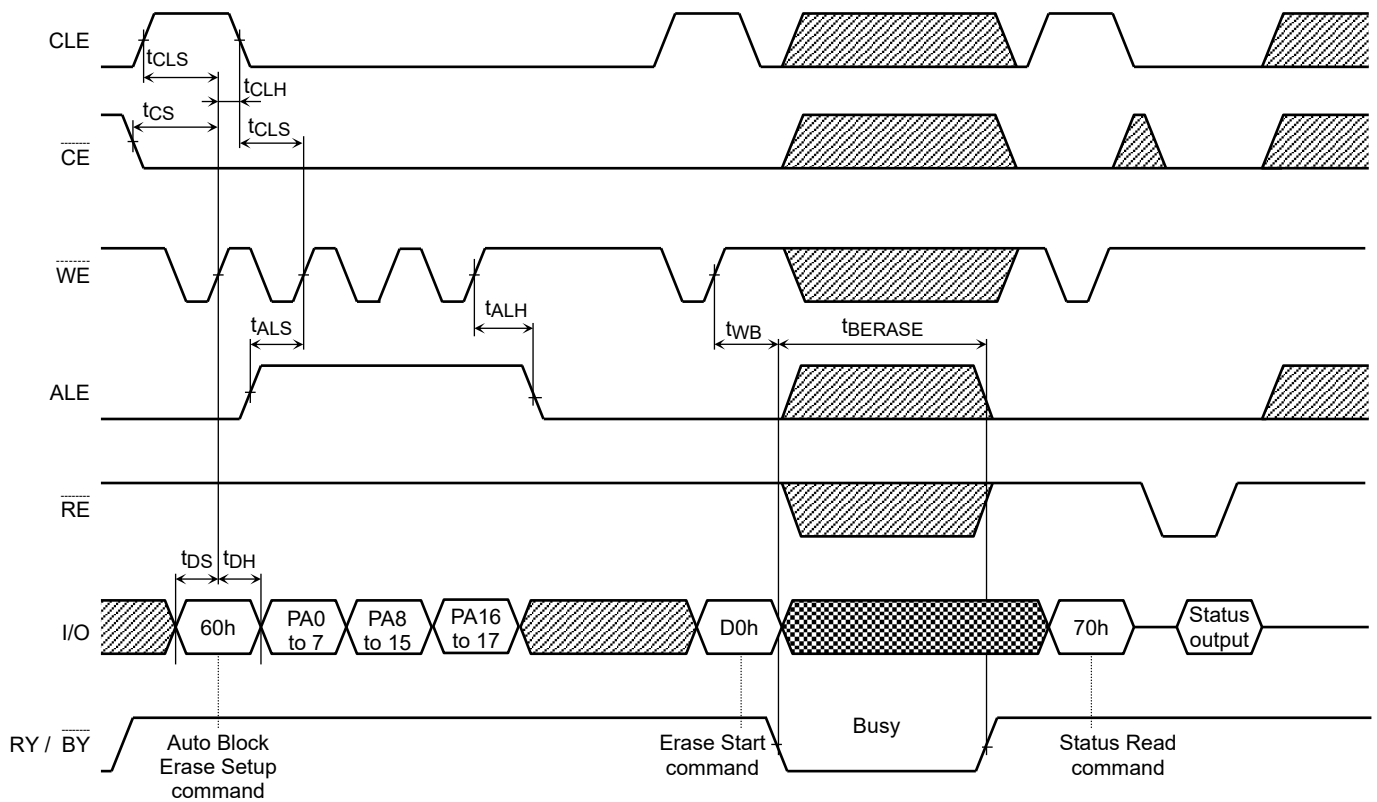 CLE
tCLS
tCLH
tCS
tCLS
CE
WE
tALS
tALH
tWB
tBERASE
ALE
RE
tDS
tDH
I/O
60h
PA0
to 7
PA8
to 15
PA16
to 17
D0h
70h
Status
output
RY / BY
Busy
Auto Block
Erase Setup
command
Erase Start
command
Status Read
command